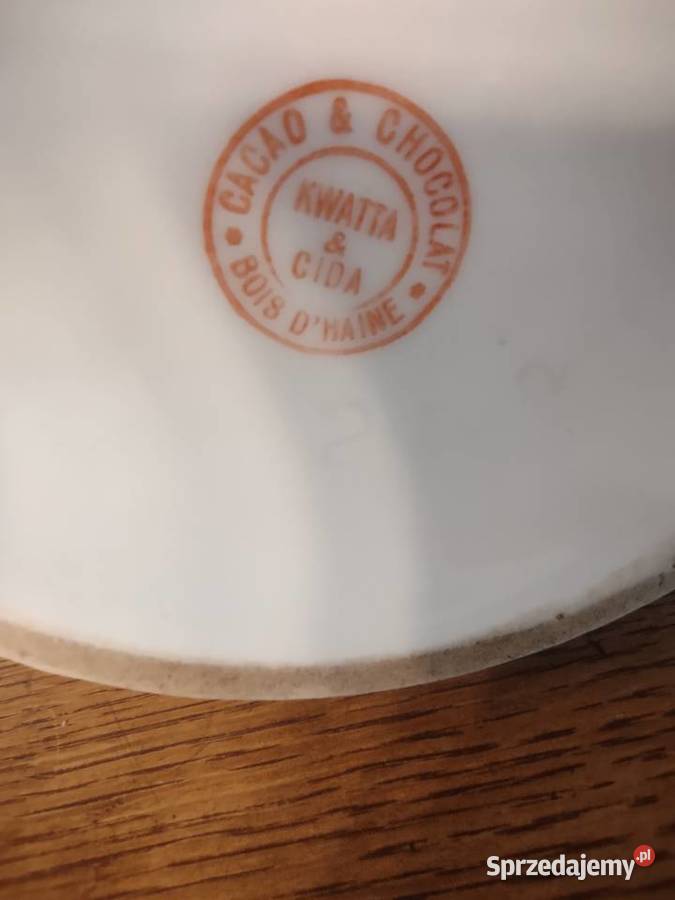 CACAO & CHOCOLAT
KWATTA
&
CIDA
* BOIS D'HAINE *
Sprzedajemy.pl